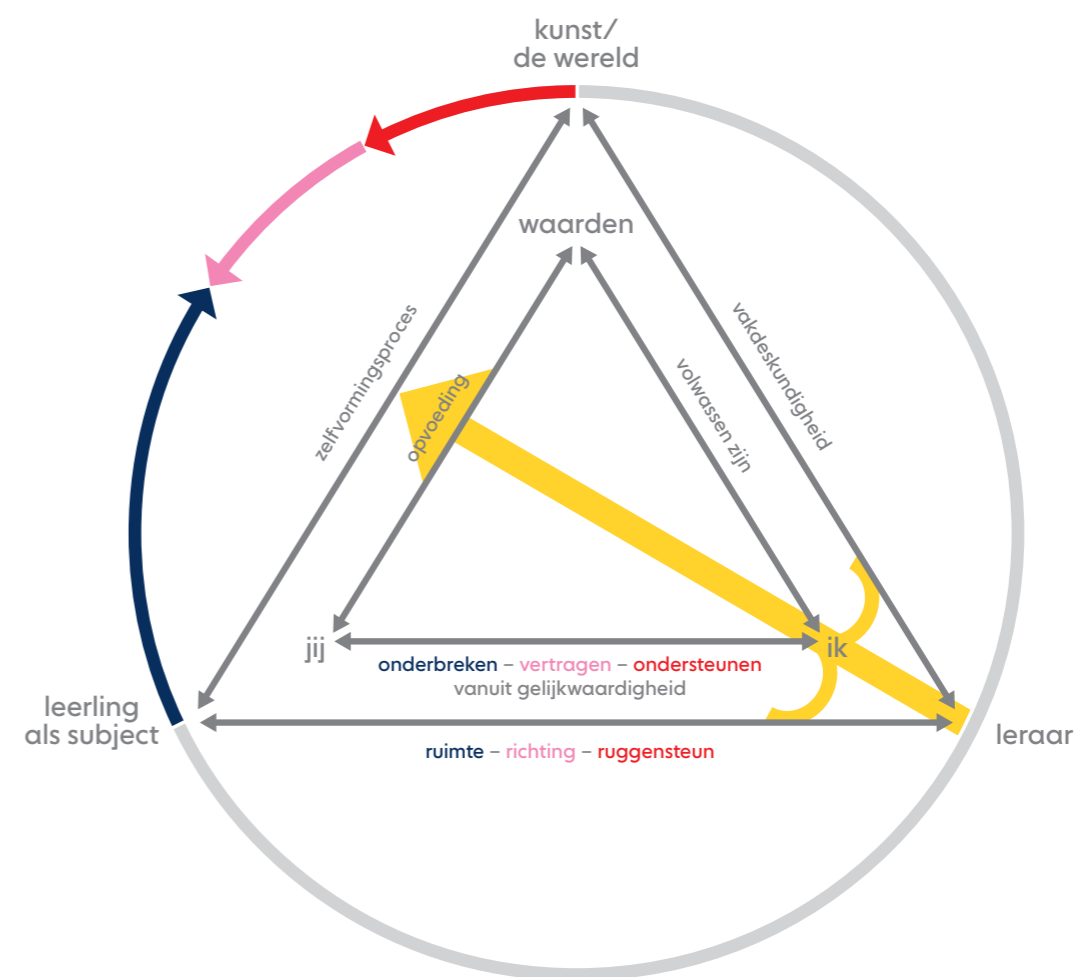 kunst/
de wereld
waarden
zelfvormingsproces
opvoeding
volwassen zijn
vakdeskundigheid
jij
ik
onderbreken – vertragen – ondersteunen
vanuit gelijkwaardigheid
leerling
als subject
leraar
ruimte – richting – ruggensteun